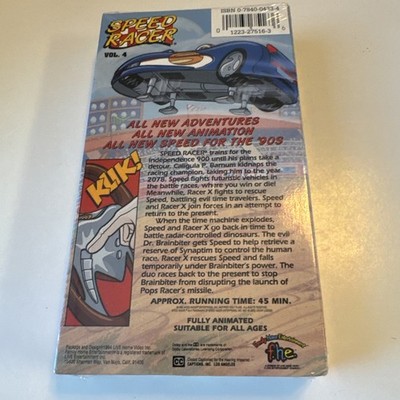 SPEED
RACER
VOL. 4
ISBN 0-7840-0413-4
0 1223-27516-3
ALL NEW ADVENTURES
ALL NEW ANIMATION
ALL NEW SPEED FOR THE '90S
SPEED RACER trains for the
Independence 900 until his plans take a
detour. Caligula P. Barnum kidnaps the
racing champion, taking him to the year
2078. Speed fights futuristic vehicles in
the battle races, where you win or die!
Meanwhile, Racer X fights to rescue
Speed, battling evil time travelers. Speed
and Racer X join forces in an attempt to
return to the present.
When the time machine explodes,
Speed and Racer X go back in time to
battle radar-controlled dinosaurs. The evil
Dr. Brainbiter gets Speed to help retrieve a
reserve of Synaptim to control the human
race. Racer X rescues Speed and falls
temporarily under Brainbiter's power. The
duo races back to the present to stop
Brainbiter from disrupting the launch of
Pops Racer's missile.
KLIK!
APPROX. RUNNING TIME: 45 MIN.
FULLY ANIMATED
SUITABLE FOR ALL AGES
CC
fhe